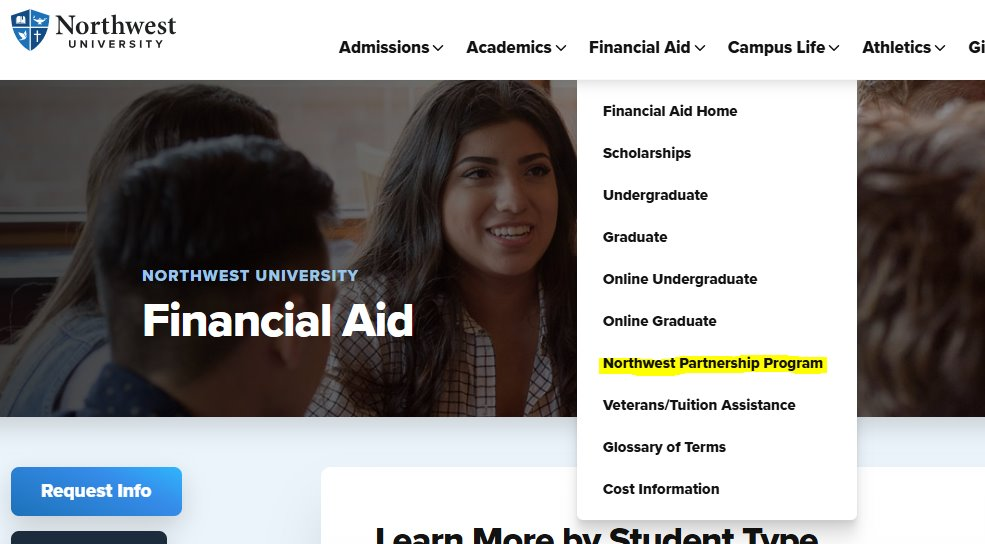 Northwest
UNIVERSITY
Admissions Academics Financial Aid Campus Life Athletics
Financial Aid Home
Scholarships
Undergraduate
Graduate
Online Undergraduate
Online Graduate
Northwest Partnership Program
Veterans/Tuition Assistance
Glossary of Terms
Cost Information
NORTHWEST UNIVERSITY
Financial Aid
Request Info
Learn More by Student Type